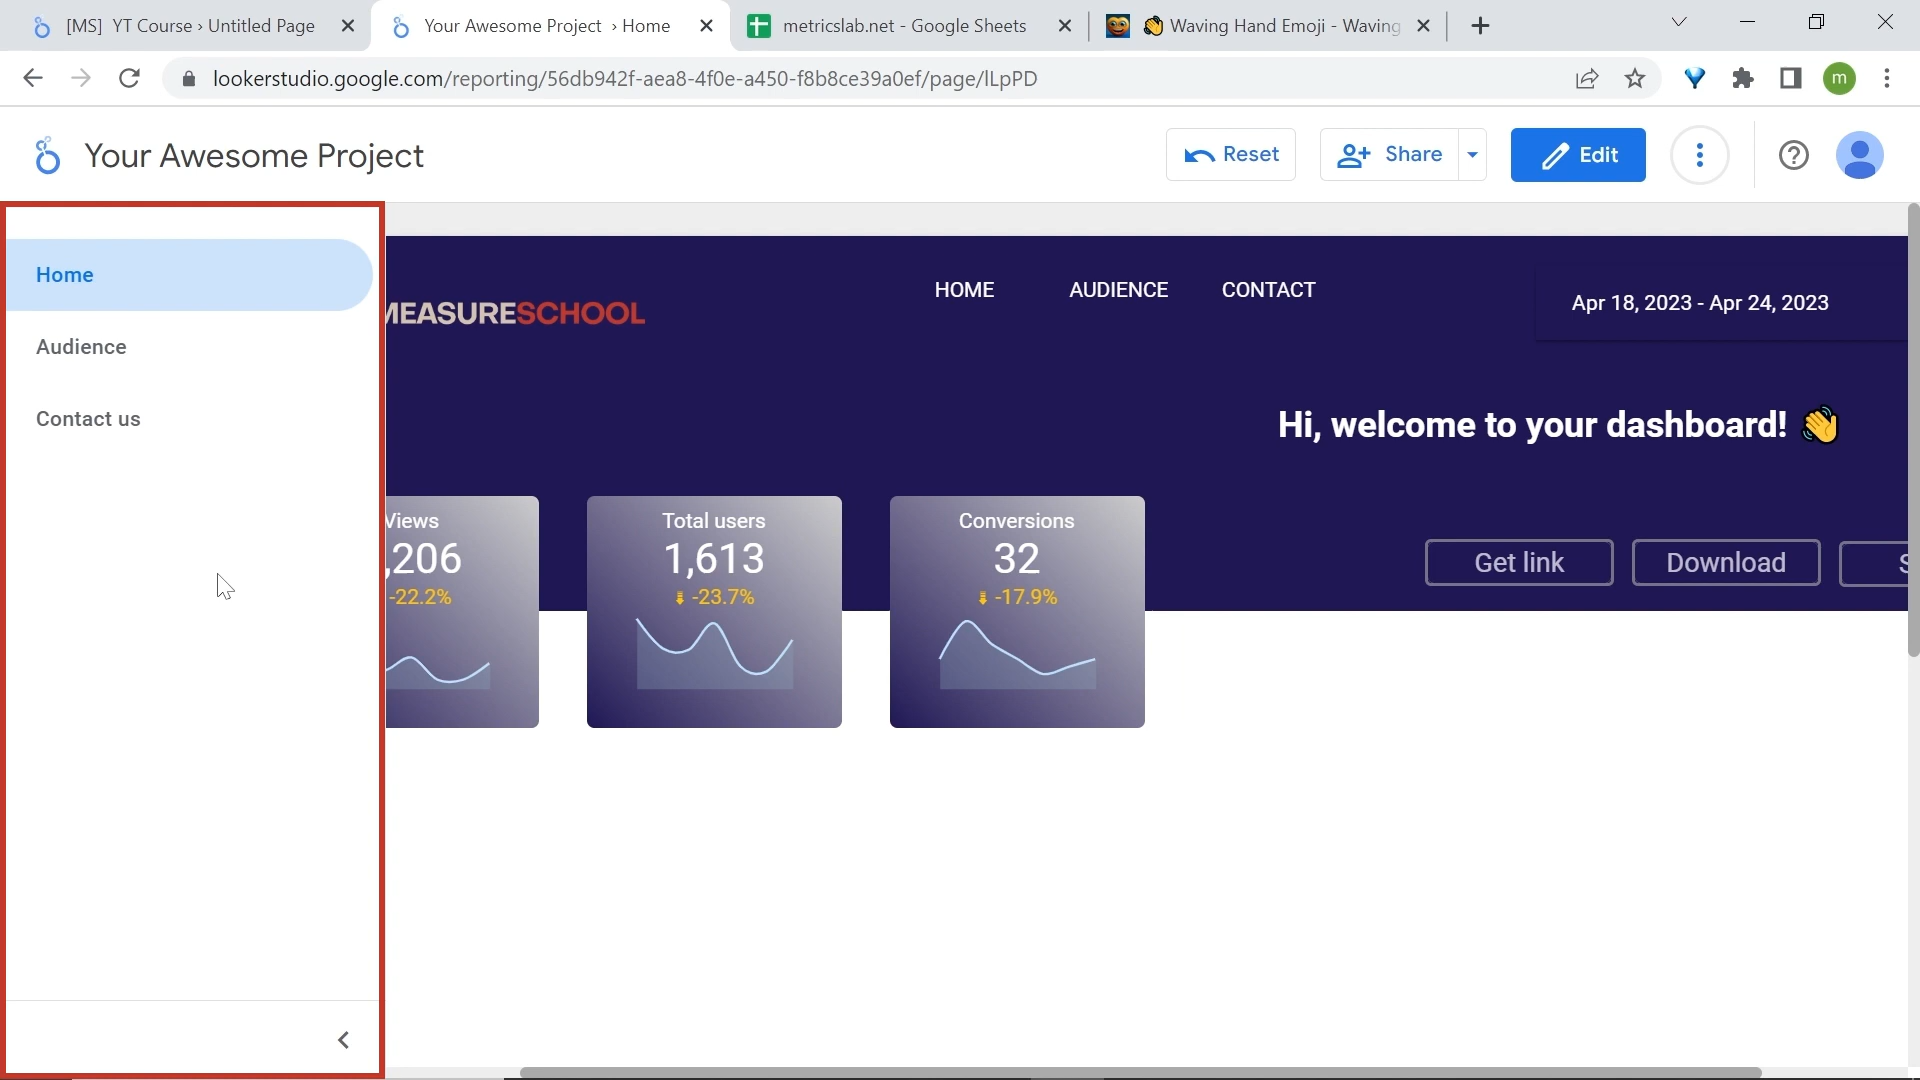 [MS] YT Course › Untitled Page
Your Awesome Project › Home
metricslab.net - Google Sheets
👋 Waving Hand Emoji - Waving
lookerstudio.google.com/reporting/56db942f-aea8-4f0e-a450-f8b8ce39a0ef/page/lLpPD
m
Your Awesome Project
Reset
Share
Edit
Home
Audience
Contact us
MEASURESCHOOL
HOME
AUDIENCE
CONTACT
Apr 18, 2023 - Apr 24, 2023
Hi, welcome to your dashboard! 👋
Views
,206
-22.2%
Total users
1,613
-23.7%
Conversions
32
-17.9%
Get link
Download